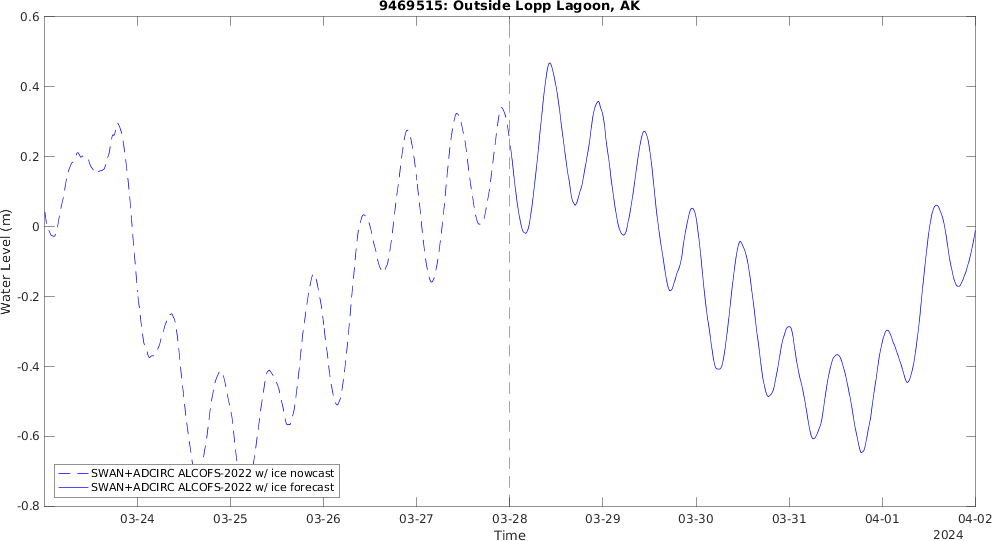 9469515: Outside Lopp Lagoon, AK
0.6
0.4
0.2
0
-0.2
-0.4
-0.6
-0.8
Water Level (m)
SWAN+ADCIRC ALCOFS-2022 w/ ice nowcast
SWAN+ADCIRC ALCOFS-2022 w/ ice forecast
03-24 03-25 03-26 03-27 03-28 03-29 03-30 03-31 04-01 04-02
Time
2024